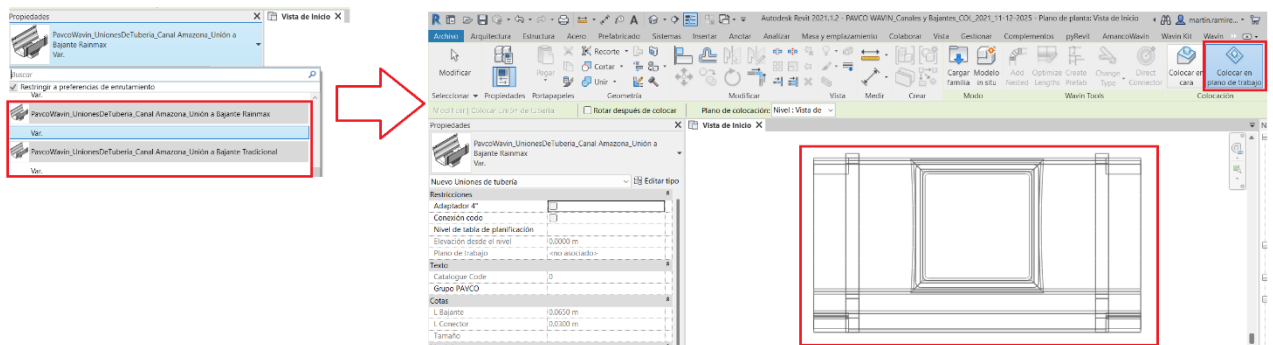 Propiedades
Vista de Inicio
PavcoWavin_UnionesDeTuberia_Canal Amazona_Unión a
Bajante Rainmax
Var.
Buscar
Restringir a preferencias de enrutamiento
Var.
PavcoWavin_UnionesDeTuberia_Canal Amazona_Unión a Bajante Rainmax
Var.
PavcoWavin_UnionesDeTuberia_Canal Amazona_Unión a Bajante Tradicional
Var.
Autodesk Revit 2021.1.2 - PAVCO WAVIN_Canales y Bajantes_COL_2021_11-12-2025 - Plano de planta: Vista de Inicio
martin.ramire...
Archivo Arquitectura Estructura Acero Prefabricado Sistemas Insertar Anotar Analizar Masa y emplazamiento Colaborar Vista Gestionar Complementos pyRevit AmancoWavin Wavin Kit Wavin
Modificar
Pegar
Recorte
Cortar
Unir
Cargar familia
Modelo in situ
Add Nested
Optimize Lengths
Create Prefab
Change Type
Direct Connector
Colocar en cara
Colocar en plano de trabajo
Seleccionar Propiedades Portapapeles Geometría Modificar Vista Medir Crear Modo Wavin Tools Colocación
Modificar | Colocar Unión de tubería
Rotar después de colocar
Plano de colocación: Nivel : Vista de
Propiedades
Vista de Inicio
PavcoWavin_UnionesDeTuberia_Canal Amazona_Unión a
Bajante Rainmax
Var.
Nuevo Uniones de tubería
Editar tipo
Restricciones
Adaptador 4"
Conexión codo
Nivel de tabla de planificación
Elevación desde el nivel 0.0000 m
Plano de trabajo <no asociado>
Texto
Catalogue Code 0
Grupo PAVCO
Cotas
L Bajante 0.0650 m
L Conector 0.0300 m
Tamaño